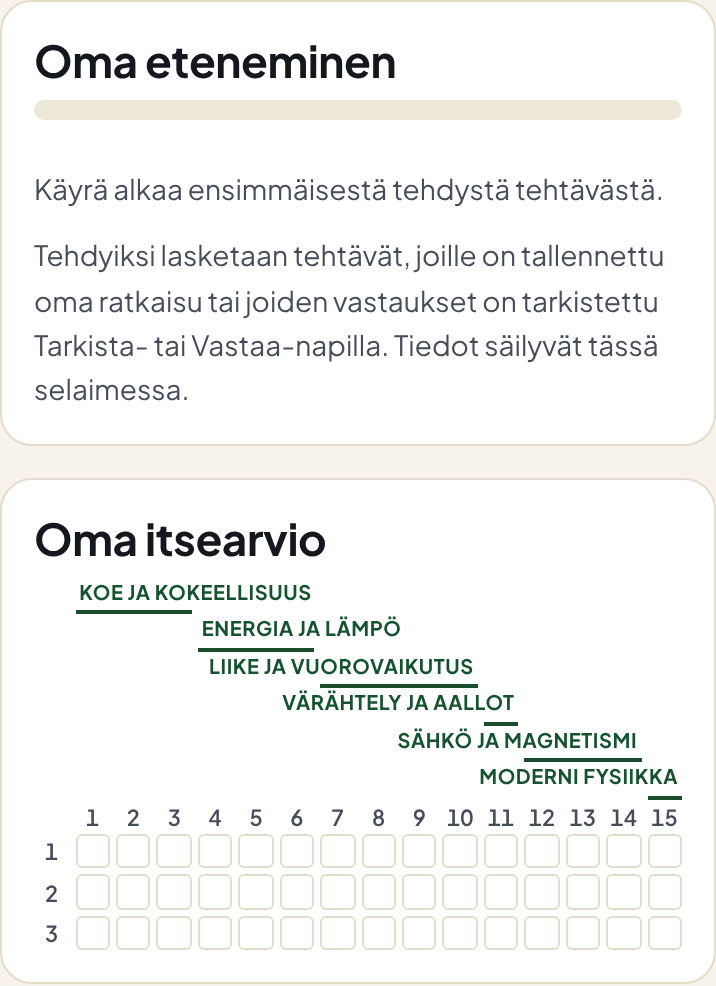 Oma eteneminen
Käyrä alkaa ensimmäisestä tehdystä tehtävästä.
Tehdyiksi lasketaan tehtävät, joille on tallennettu
oma ratkaisu tai joiden vastaukset on tarkistettu
Tarkista- tai Vastaa-napilla. Tiedot säilyvät tässä
selaimessa.
Oma itsearvio
KOE JA KOKEELLISUUS
ENERGIA JA LÄMPÖ
LIIKE JA VUOROVAIKUTUS
VÄRÄHTELY JA AALLOT
SÄHKÖ JA MAGNETISMI
MODERNI FYSIIKKA
1 2 3 4 5 6 7 8 9 10 11 12 13 14 15
1
2
3